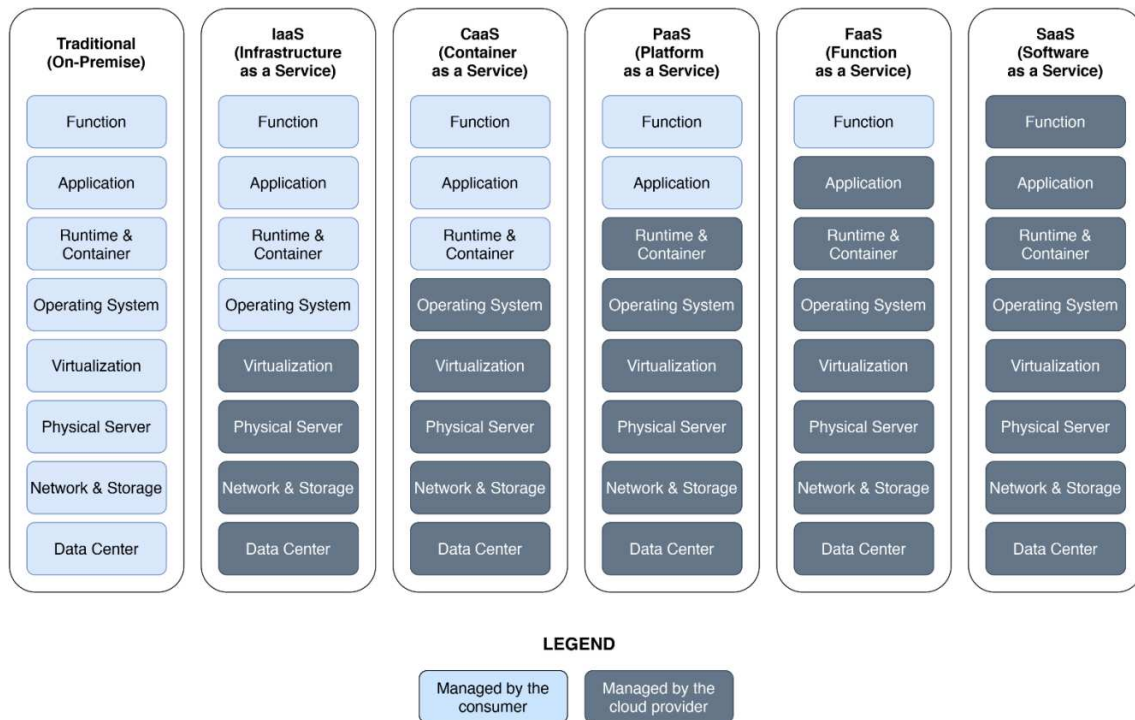 Traditional
(On-Premise)
Function
Application
Runtime &
Container
Operating System
Virtualization
Physical Server
Network & Storage
Data Center
IaaS
(Infrastructure
as a Service)
Function
Application
Runtime &
Container
Operating System
Virtualization
Physical Server
Network & Storage
Data Center
CaaS
(Container
as a Service)
Function
Application
Runtime &
Container
Operating System
Virtualization
Physical Server
Network & Storage
Data Center
PaaS
(Platform
as a Service)
Function
Application
Runtime &
Container
Operating System
Virtualization
Physical Server
Network & Storage
Data Center
FaaS
(Function
as a Service)
Function
Application
Runtime &
Container
Operating System
Virtualization
Physical Server
Network & Storage
Data Center
SaaS
(Software
as a Service)
Function
Application
Runtime &
Container
Operating System
Virtualization
Physical Server
Network & Storage
Data Center
LEGEND
Managed by the
consumer
Managed by the
cloud provider